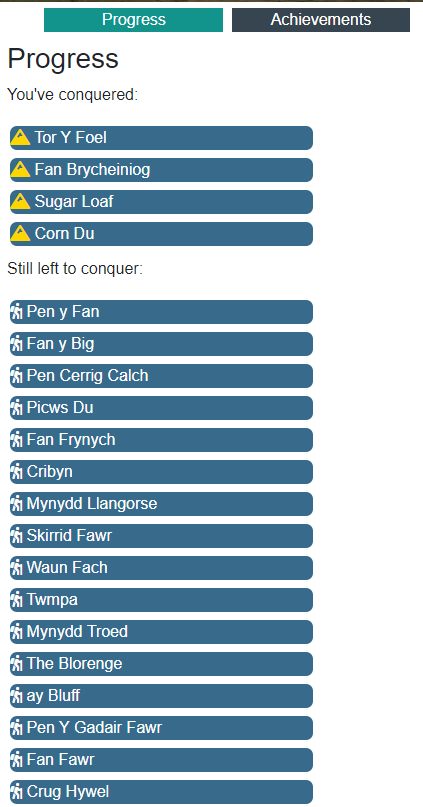 Progress
Achievements
Progress
You've conquered:
Tor Y Foel
Fan Brycheiniog
Sugar Loaf
Corn Du
Still left to conquer:
Pen y Fan
Fan y Big
Pen Cerrig Calch
Picws Du
Fan Frynych
Cribyn
Mynydd Llangorse
Skirrid Fawr
Waun Fach
Twmpa
Mynydd Troed
The Blorenge
ay Bluff
Pen Y Gadair Fawr
Fan Fawr
Crug Hywel